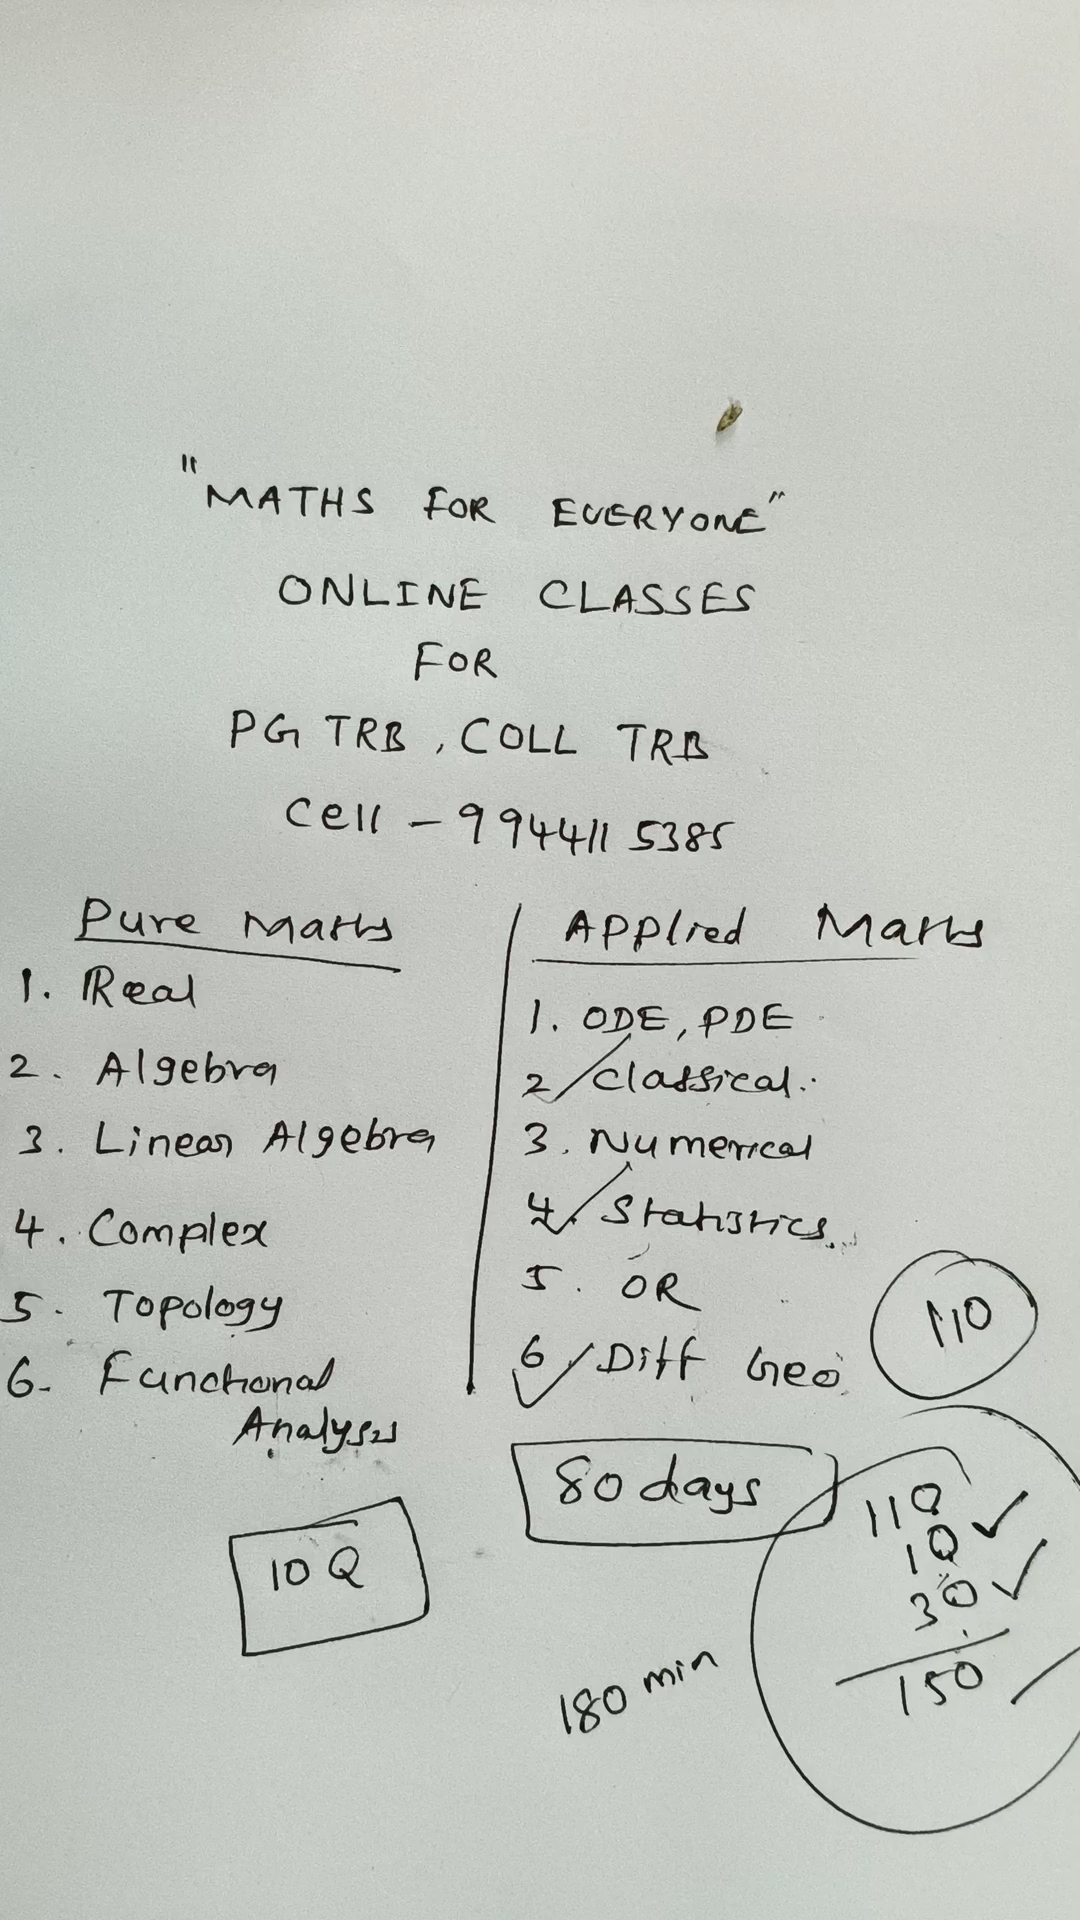 "MATHS FOR EVERYONE"
ONLINE CLASSES
FOR
PG TRB, COLL TRB
Cell - 9944115385
Pure Maths
1. Real
2. Algebra
3. Linear Algebra
4. Complex
5. Topology
6. Functional
Analysis
10 Q
Applied Maths
1. ODE, PDE
2 Classical.
3. Numerical
4. Statistics.
5. OR
6 Diff Geo
110
80 days
110
10
30
150
180 min